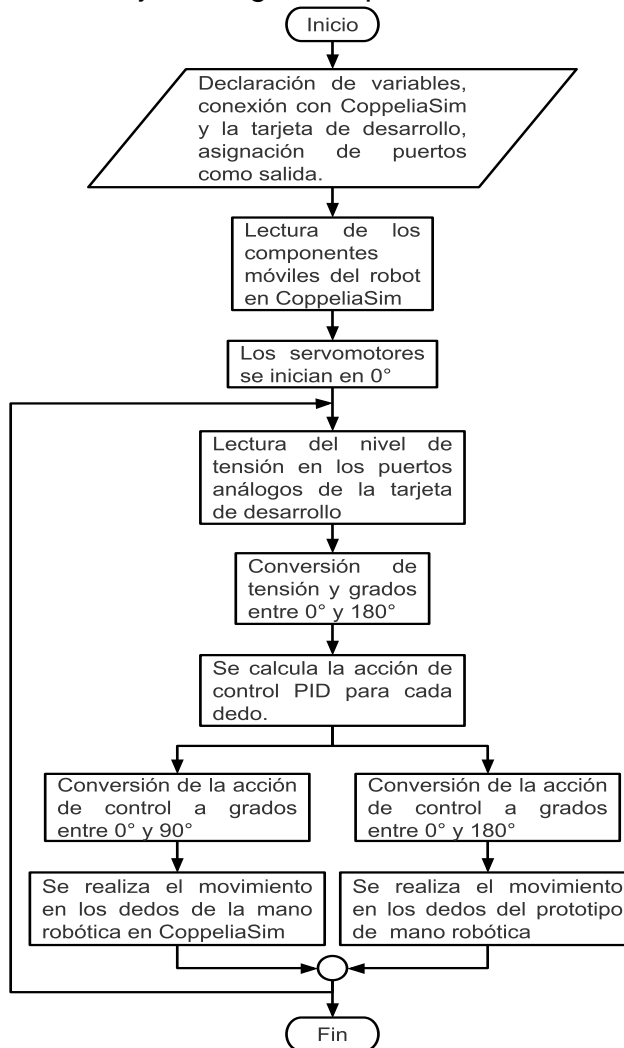 Inicio
Declaración de variables,
conexión con CoppeliaSim
y la tarjeta de desarrollo,
asignación de puertos
como salida.
Lectura de los
componentes
móviles del robot
en CoppeliaSim
Los servomotores
se inician en 0°
Lectura del nivel de
tensión en los puertos
análogos de la tarjeta
de desarrollo
Conversión de
tensión y grados
entre 0° y 180°
Se calcula la acción de
control PID para cada
dedo.
Conversión de la acción
de control a grados
entre 0° y 90°
Conversión de la acción
de control a grados
entre 0° y 180°
Se realiza el movimiento
en los dedos de la mano
robótica en CoppeliaSim
Se realiza el movimiento
en los dedos del prototipo
de mano robótica
Fin